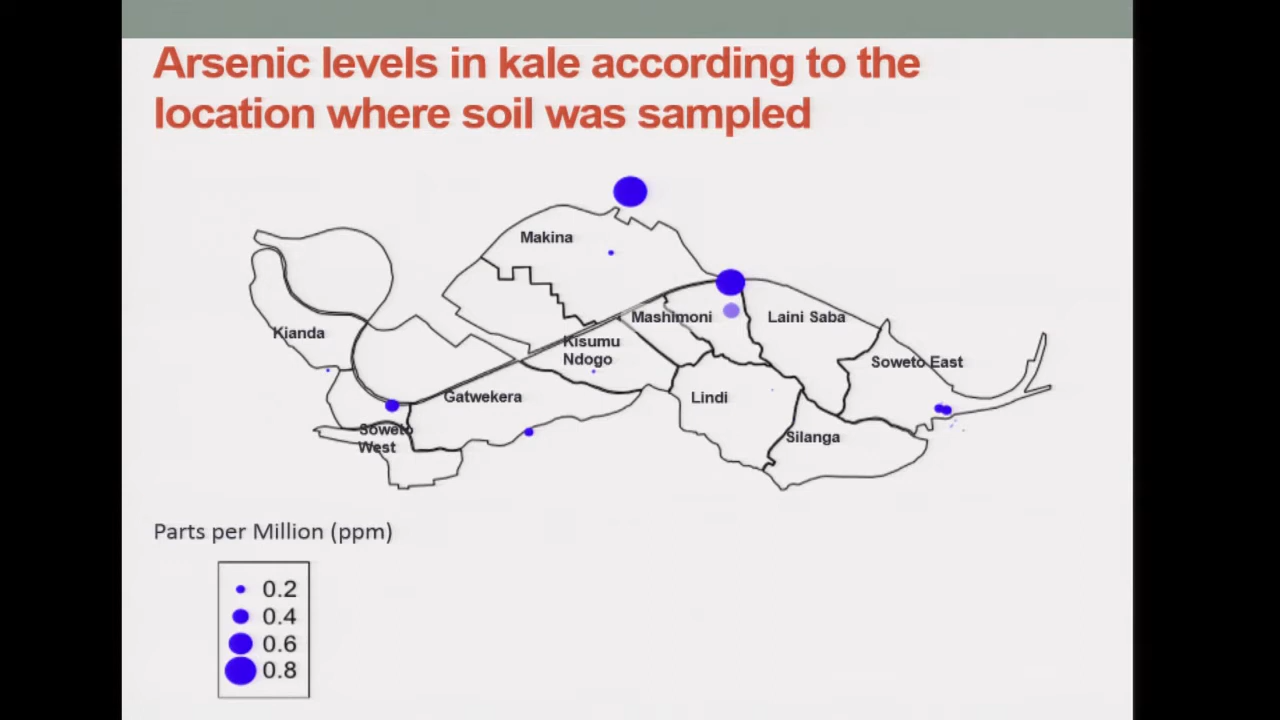 Arsenic levels in kale according to the
location where soil was sampled
Makina
Kianda
Mashimoni
Laini Saba
Kisumu
Ndogo
Soweto East
Gatwekera
Lindi
Soweto
West
Silanga
Parts per Million (ppm)
0.2
0.4
0.6
0.8